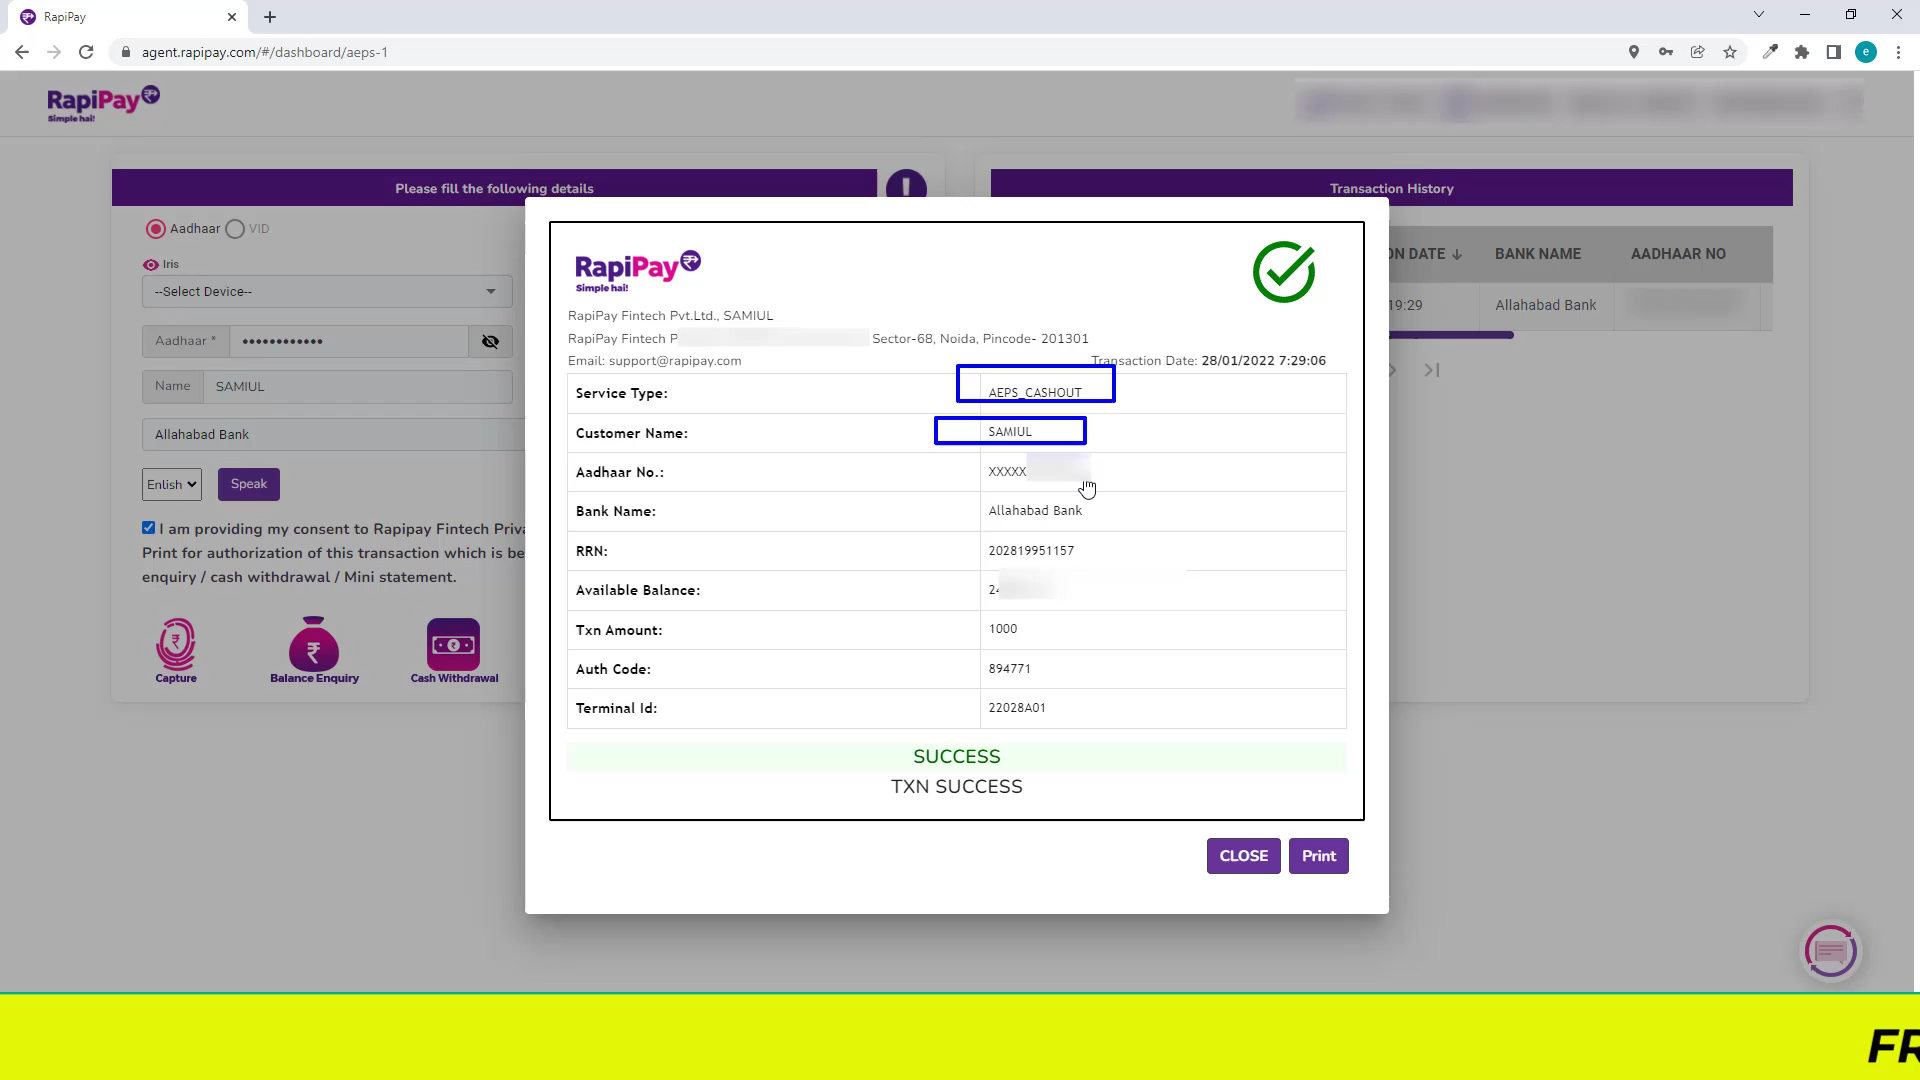 RapiPay
agent.rapipay.com/#/dashboard/aeps-1
e
RapiPay
Simple hai!
Please fill the following details
Transaction History
Aadhaar VID
Iris
--Select Device--
Aadhaar * ••••••••••••
Name SAMIUL
Allahabad Bank
Enlish Speak
I am providing my consent to Rapipay Fintech Priva
Print for authorization of this transaction which is be
enquiry / cash withdrawal / Mini statement.
Capture Balance Enquiry Cash Withdrawal
ON DATE BANK NAME AADHAAR NO
19:29 Allahabad Bank
RapiPay
Simple hai!
RapiPay Fintech Pvt.Ltd., SAMIUL
RapiPay Fintech P Sector-68, Noida, Pincode- 201301
Email: support@rapipay.com Transaction Date: 28/01/2022 7:29:06
Service Type: AEPS_CASHOUT
Customer Name: SAMIUL
Aadhaar No.: XXXXX
Bank Name: Allahabad Bank
RRN: 202819951157
Available Balance: 24
Txn Amount: 1000
Auth Code: 894771
Terminal Id: 22028A01
SUCCESS
TXN SUCCESS
CLOSE Print
FR